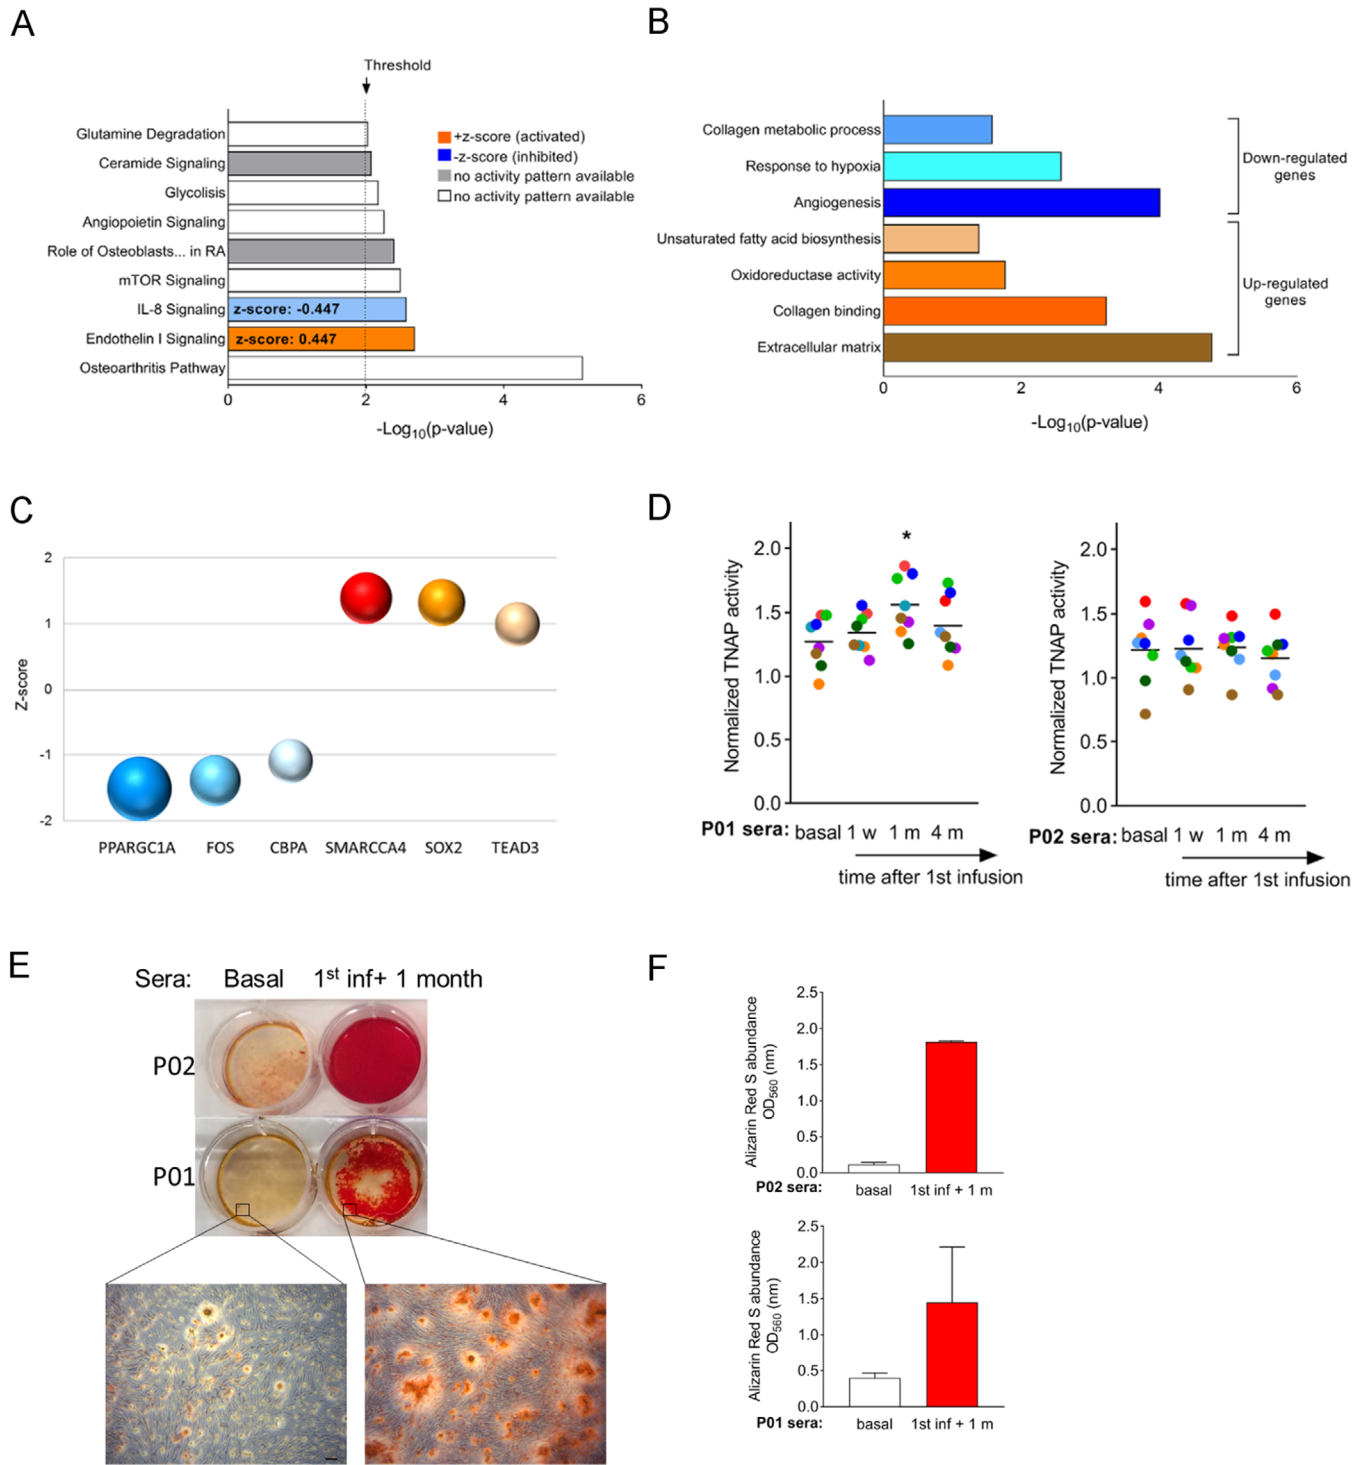 A
Threshold
Glutamine Degradation
Ceramide Signaling
Glycolisis
Angiopoietin Signaling
Role of Osteoblasts... in RA
mTOR Signaling
IL-8 Signaling
z-score: -0.447
Endothelin I Signaling
z-score: 0.447
Osteoarthritis Pathway
+z-score (activated)
-z-score (inhibited)
no activity pattern available
no activity pattern available
0 2 4 6
-Log10(p-value)
B
Collagen metabolic process
Response to hypoxia
Angiogenesis
Unsaturated fatty acid biosynthesis
Oxidoreductase activity
Collagen binding
Extracellular matrix
Down-regulated
genes
Up-regulated
genes
0 2 4 6
-Log10(p-value)
C
Z-score
2
1
0
-1
-2
PPARGC1A FOS CBPA SMARCCA4 SOX2 TEAD3
D
Normalized TNAP activity
2.0
1.5
1.0
0.5
0.0
*
P01 sera: basal 1 w 1 m 4 m
time after 1st infusion
Normalized TNAP activity
2.0
1.5
1.0
0.5
0.0
P02 sera: basal 1 w 1 m 4 m
time after 1st infusion
E
Sera: Basal 1st inf+ 1 month
P02
P01
F
Alizarin Red S abundance
OD560 (nm)
2.5
2.0
1.5
1.0
0.5
0.0
P02 sera: basal 1st inf + 1 m
Alizarin Red S abundance
OD560 (nm)
2.5
2.0
1.5
1.0
0.5
0.0
P01 sera: basal 1st inf + 1 m